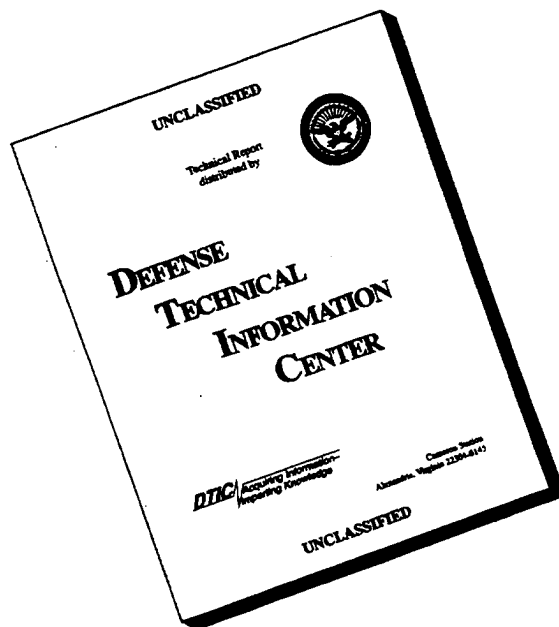 UNCLASSIFIED
Technical Report
distributed by
DEFENSE
TECHNICAL
INFORMATION
CENTER
DTIC
Acquiring Information—
Imparting Knowledge
Cameron Station
Alexandria, Virginia 22304-6145
UNCLASSIFIED